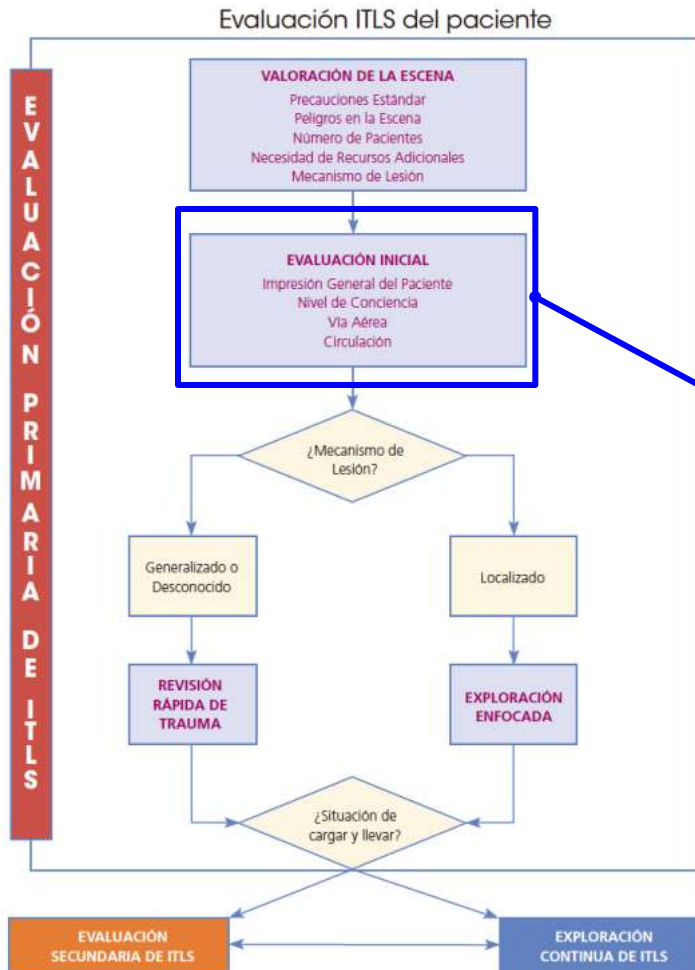 Evaluación ITLS del paciente
EVALUACIÓN PRIMARIA DE ITLS
VALORACIÓN DE LA ESCENA
Precauciones Estándar
Peligros en la Escena
Número de Pacientes
Necesidad de Recursos Adicionales
Mecanismo de Lesión
EVALUACIÓN INICIAL
Impresión General del Paciente
Nivel de Conciencia
Vía Aérea
Circulación
¿Mecanismo de
Lesión?
Generalizado o
Desconocido
Localizado
REVISIÓN
RÁPIDA DE
TRAUMA
EXPLORACIÓN
ENFOCADA
¿Situación de
cargar y llevar?
EVALUACIÓN
SECUNDARIA DE ITLS
EXPLORACIÓN
CONTINUA DE ITLS